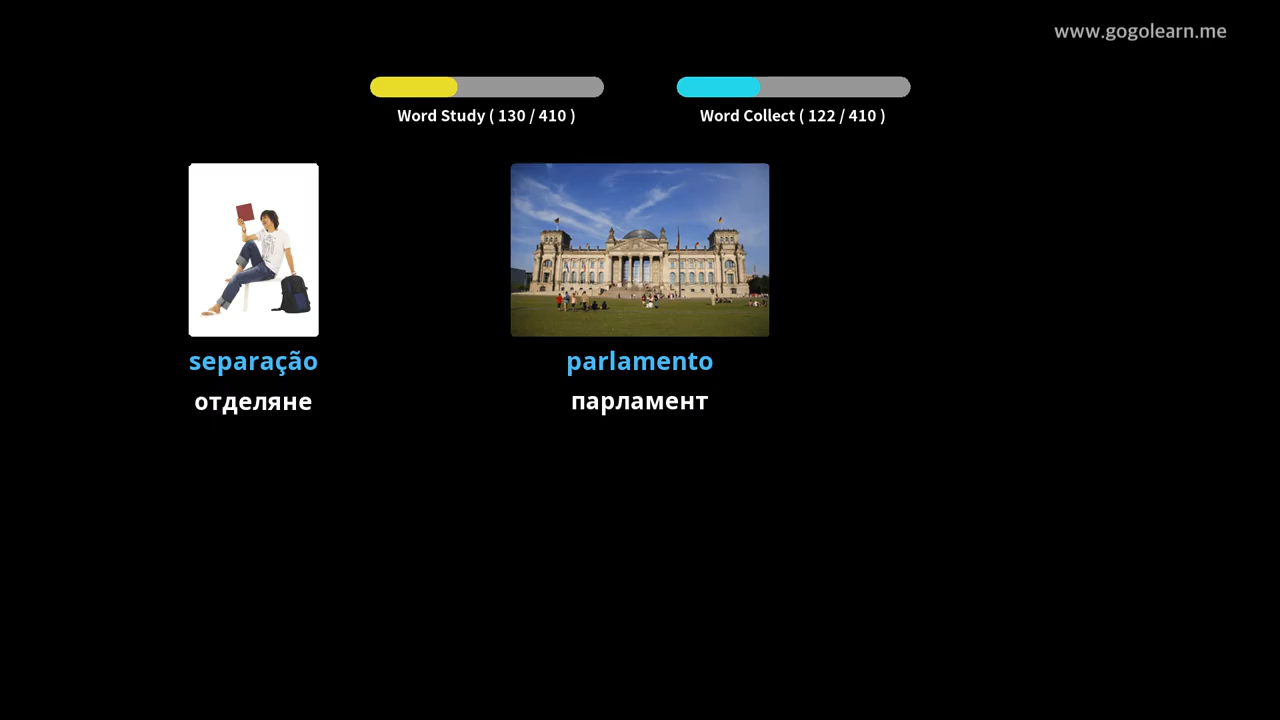 www.gogolearn.me
Word Study ( 130 / 410 )
Word Collect ( 122 / 410 )
separação
отделяне
parlamento
парламент